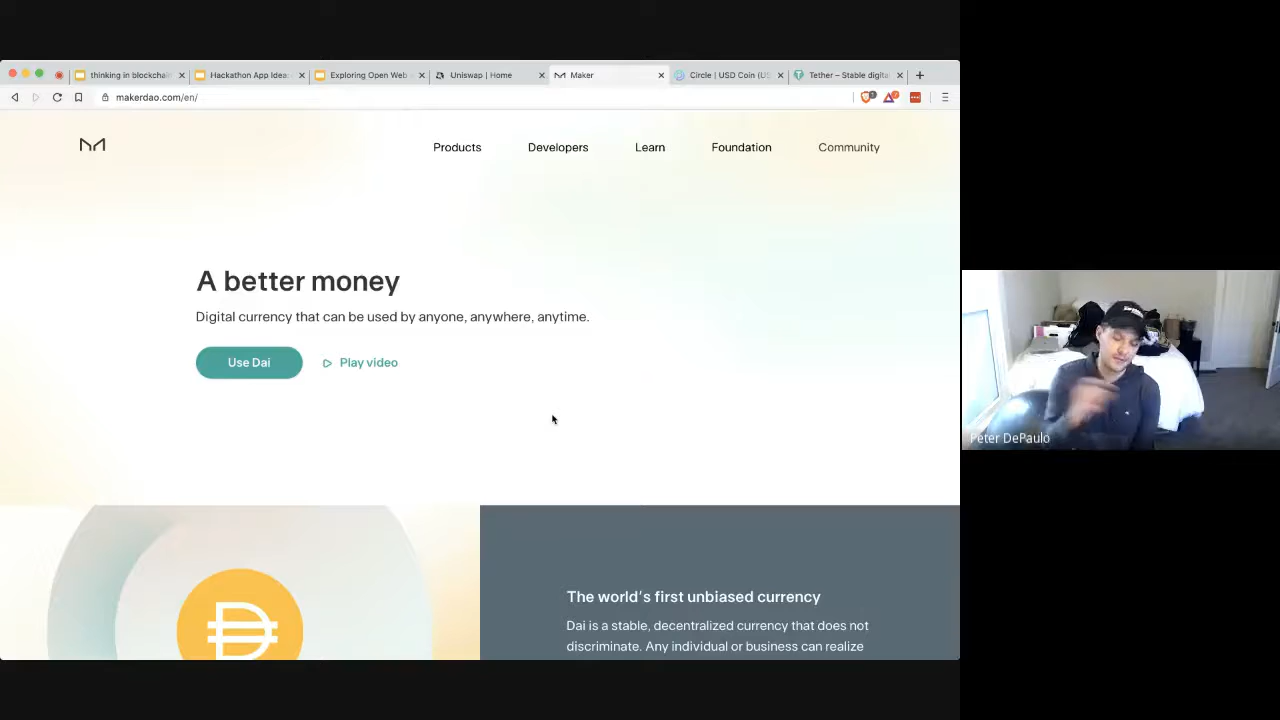 thinking in blockchain
Hackathon App Idea:
Exploring Open Web
Uniswap | Home
Maker
Circle | USD Coin (US
Tether – Stable digita
makerdao.com/en/
Products
Developers
Learn
Foundation
Community
A better money
Digital currency that can be used by anyone, anywhere, anytime.
Use Dai
Play video
The world's first unbiased currency
Dai is a stable, decentralized currency that does not
discriminate. Any individual or business can realize
Peter DePaulo